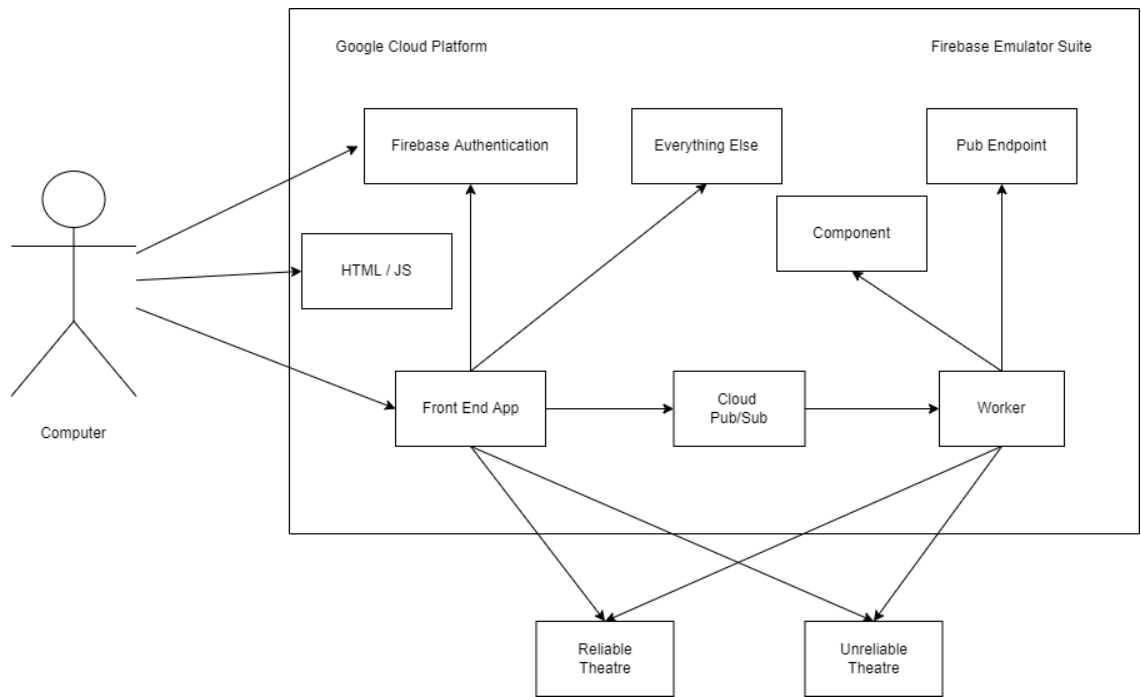 Google Cloud Platform
Firebase Emulator Suite
Firebase Authentication
Everything Else
Pub Endpoint
Component
HTML / JS
Front End App
Cloud
Pub/Sub
Worker
Computer
Reliable
Theatre
Unreliable
Theatre